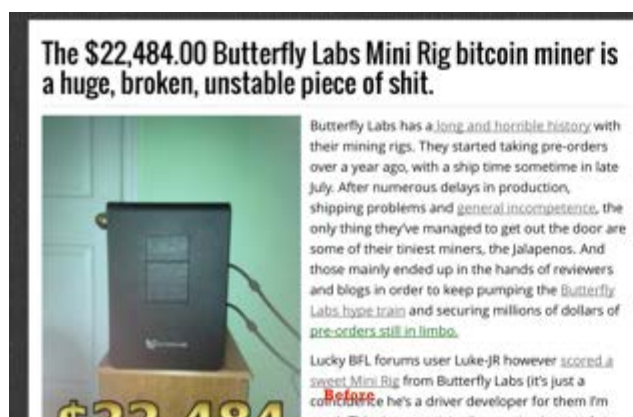 The $22,484.00 Butterfly Labs Mini Rig bitcoin miner is
a huge, broken, unstable piece of shit.
Butterfly Labs has a long and horrible history with
their mining rigs. They started taking pre-orders
over a year ago, with a ship time sometime in late
July. After numerous delays in production,
shipping problems and general incompetence, the
only thing they've managed to get out the door are
some of their tiniest miners, the Jalapenos. And
those mainly ended up in the hands of reviewers
and blogs in order to keep pumping the Butterfly
Labs hype train and securing millions of dollars of
pre-orders still in limbo.
Lucky BFL forums user Luke-JR however scored a
sweet Mini Rig from Butterfly Labs (it's just a
coincidence he's a driver developer for them I'm
Before
$22,484